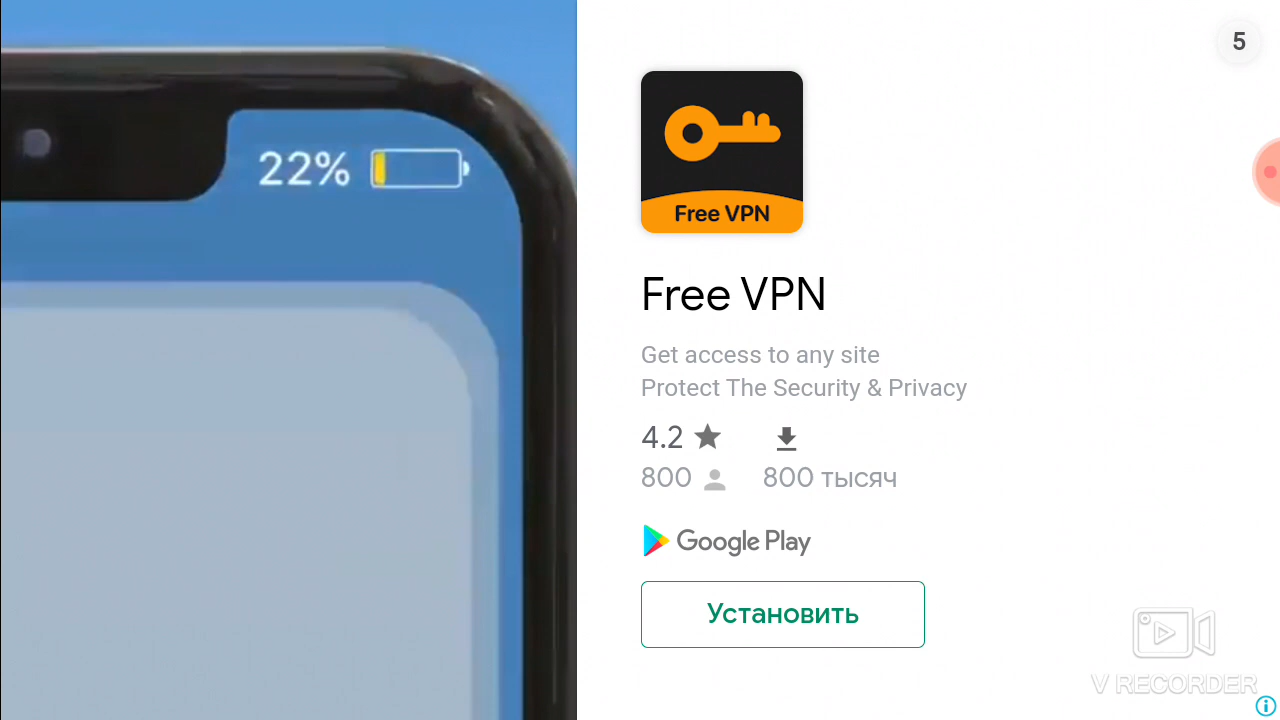 22%
5
Free VPN
Free VPN
Get access to any site
Protect The Security & Privacy
4.2
800
800 тысяч
Google Play
Установить
V RECORDER